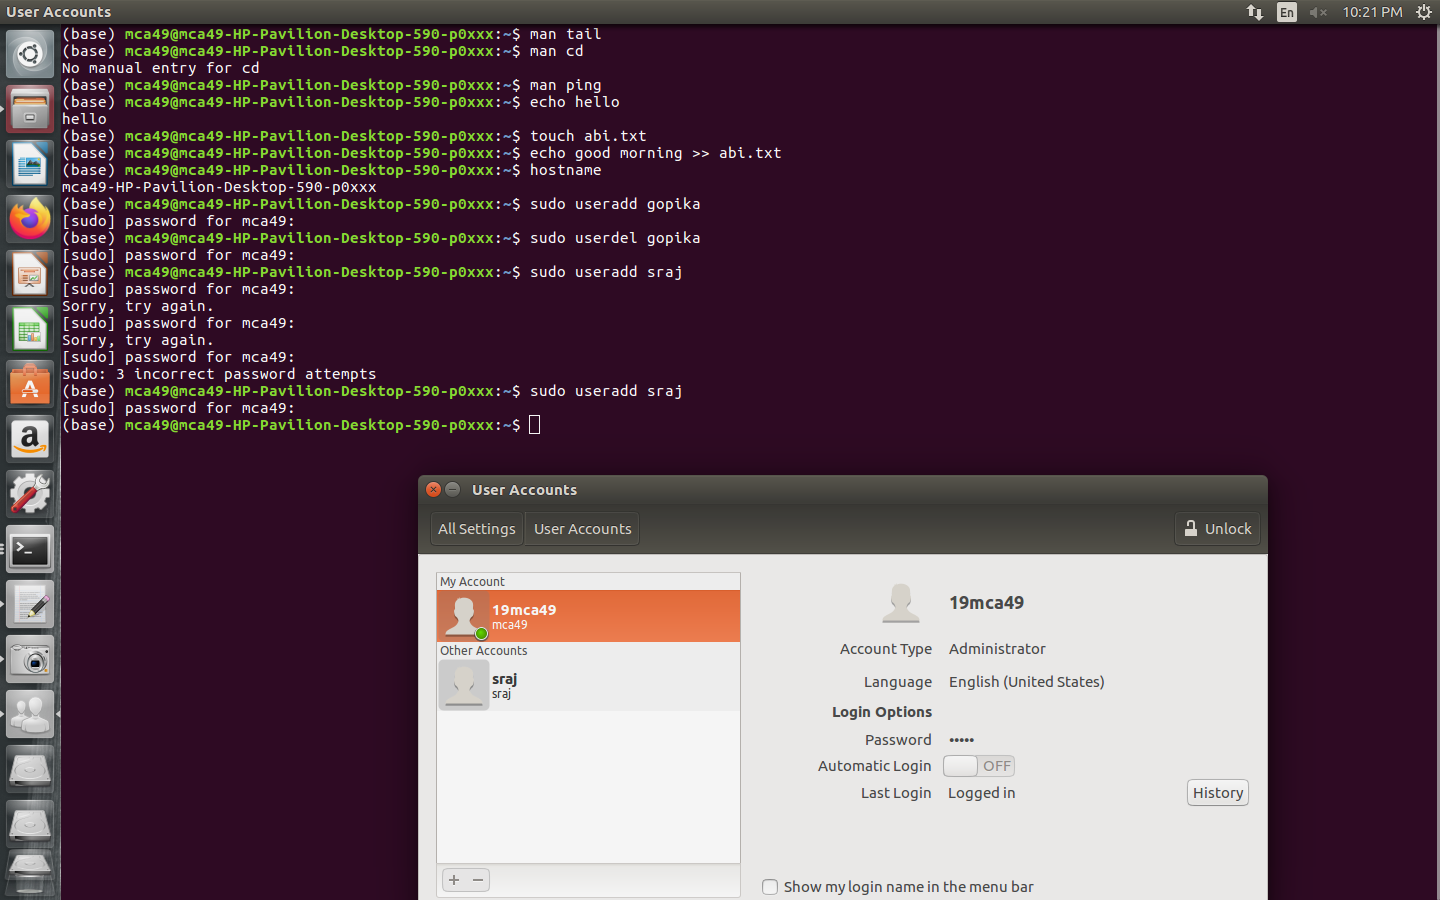 User Accounts
En
10:21 PM
(base) mca49@mca49-HP-Pavilion-Desktop-590-p0xxx:~$ man tail
(base) mca49@mca49-HP-Pavilion-Desktop-590-p0xxx:~$ man cd
No manual entry for cd
(base) mca49@mca49-HP-Pavilion-Desktop-590-p0xxx:~$ man ping
(base) mca49@mca49-HP-Pavilion-Desktop-590-p0xxx:~$ echo hello
hello
(base) mca49@mca49-HP-Pavilion-Desktop-590-p0xxx:~$ touch abi.txt
(base) mca49@mca49-HP-Pavilion-Desktop-590-p0xxx:~$ echo good morning >> abi.txt
(base) mca49@mca49-HP-Pavilion-Desktop-590-p0xxx:~$ hostname
mca49-HP-Pavilion-Desktop-590-p0xxx
(base) mca49@mca49-HP-Pavilion-Desktop-590-p0xxx:~$ sudo useradd gopika
[sudo] password for mca49:
(base) mca49@mca49-HP-Pavilion-Desktop-590-p0xxx:~$ sudo userdel gopika
[sudo] password for mca49:
(base) mca49@mca49-HP-Pavilion-Desktop-590-p0xxx:~$ sudo useradd sraj
[sudo] password for mca49:
Sorry, try again.
[sudo] password for mca49:
Sorry, try again.
[sudo] password for mca49:
sudo: 3 incorrect password attempts
(base) mca49@mca49-HP-Pavilion-Desktop-590-p0xxx:~$ sudo useradd sraj
[sudo] password for mca49:
(base) mca49@mca49-HP-Pavilion-Desktop-590-p0xxx:~$
User Accounts
All Settings
User Accounts
Unlock
My Account
19mca49
mca49
Other Accounts
sraj
sraj
19mca49
Account Type Administrator
Language English (United States)
Login Options
Password •••••
Automatic Login OFF
Last Login Logged in
History
Show my login name in the menu bar